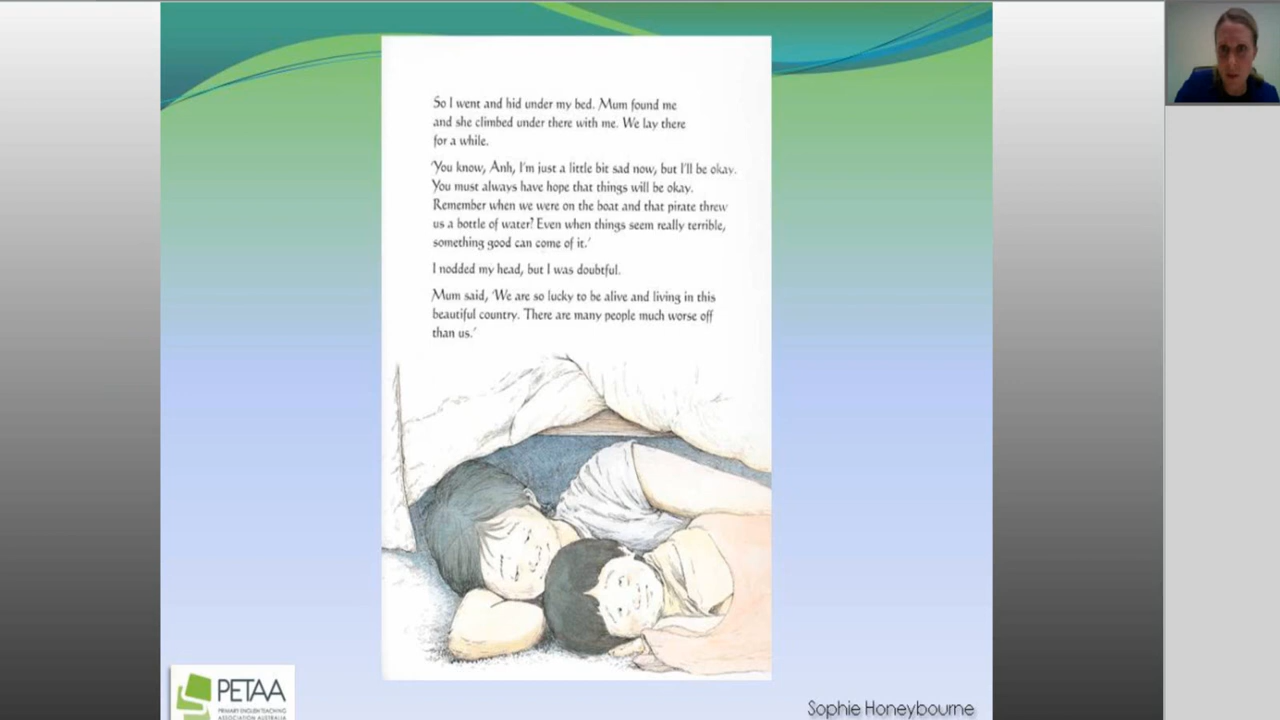 So I went and hid under my bed. Mum found me
and she climbed under there with me. We lay there
for a while.
'You know, Anh, I'm just a little bit sad now, but I'll be okay.
You must always have hope that things will be okay.
Remember when we were on the boat and that pirate threw
us a bottle of water? Even when things seem really terrible,
something good can come of it.'
I nodded my head, but I was doubtful.
Mum said, 'We are so lucky to be alive and living in this
beautiful country. There are many people much worse off
than us.'
PETAA
PRIMARY ENGLISH TEACHING
ASSOCIATION AUSTRALIA
Sophie Honeybourne